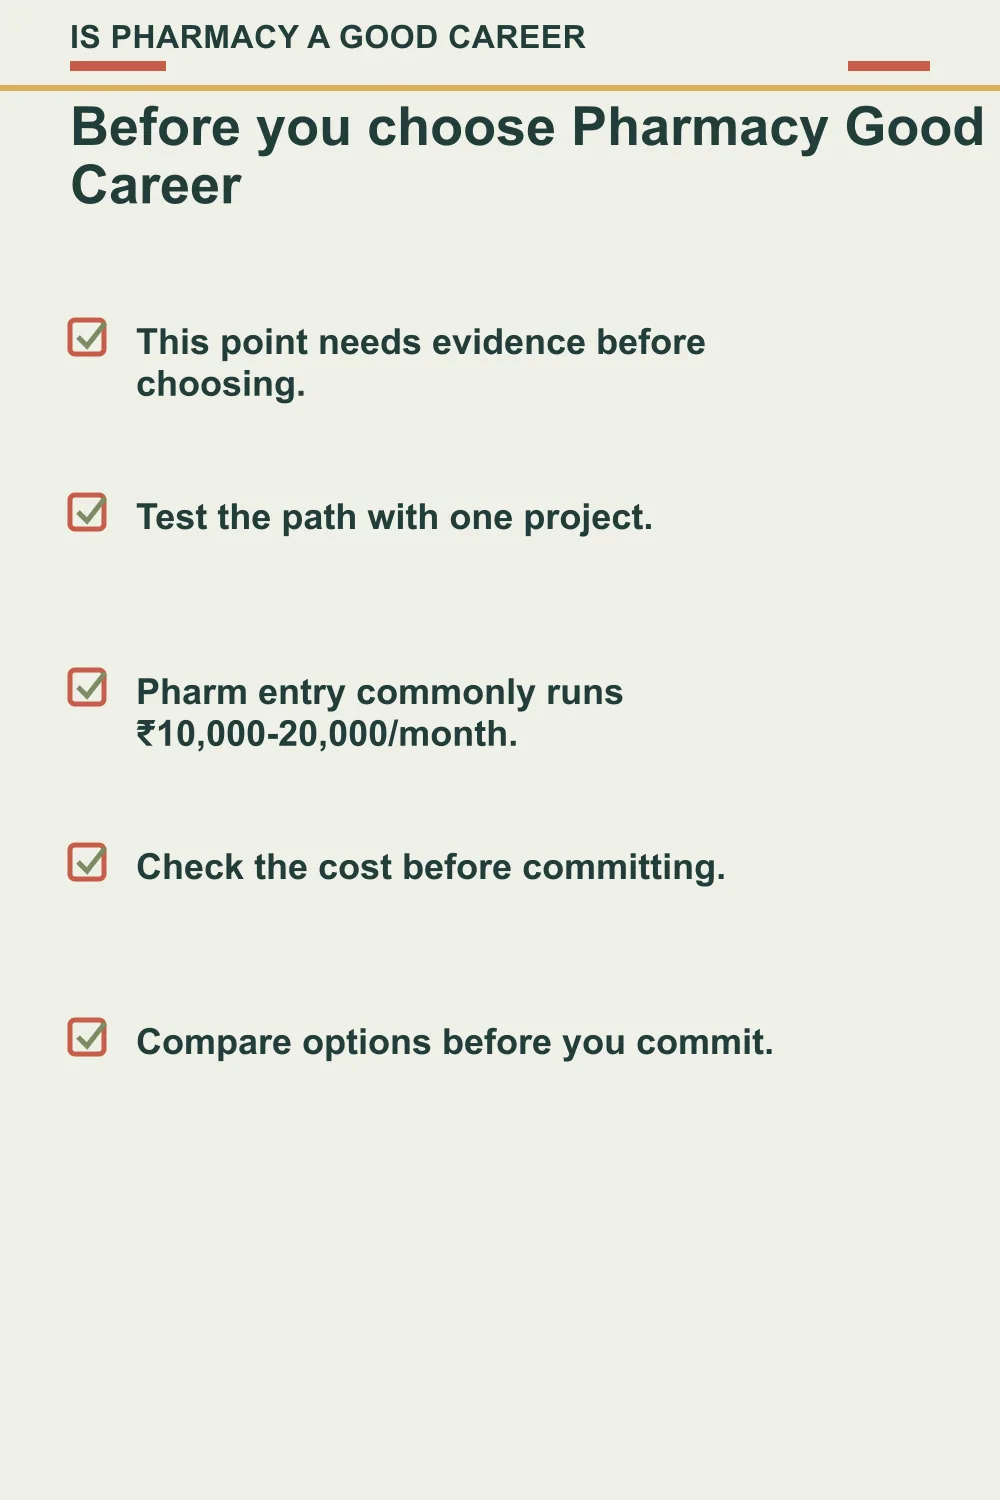 IS PHARMACY A GOOD CAREER
Before you choose Pharmacy Good
Career
This point needs evidence before
choosing.
Test the path with one project.
Pharm entry commonly runs
₹10,000-20,000/month.
Check the cost before committing.
Compare options before you commit.